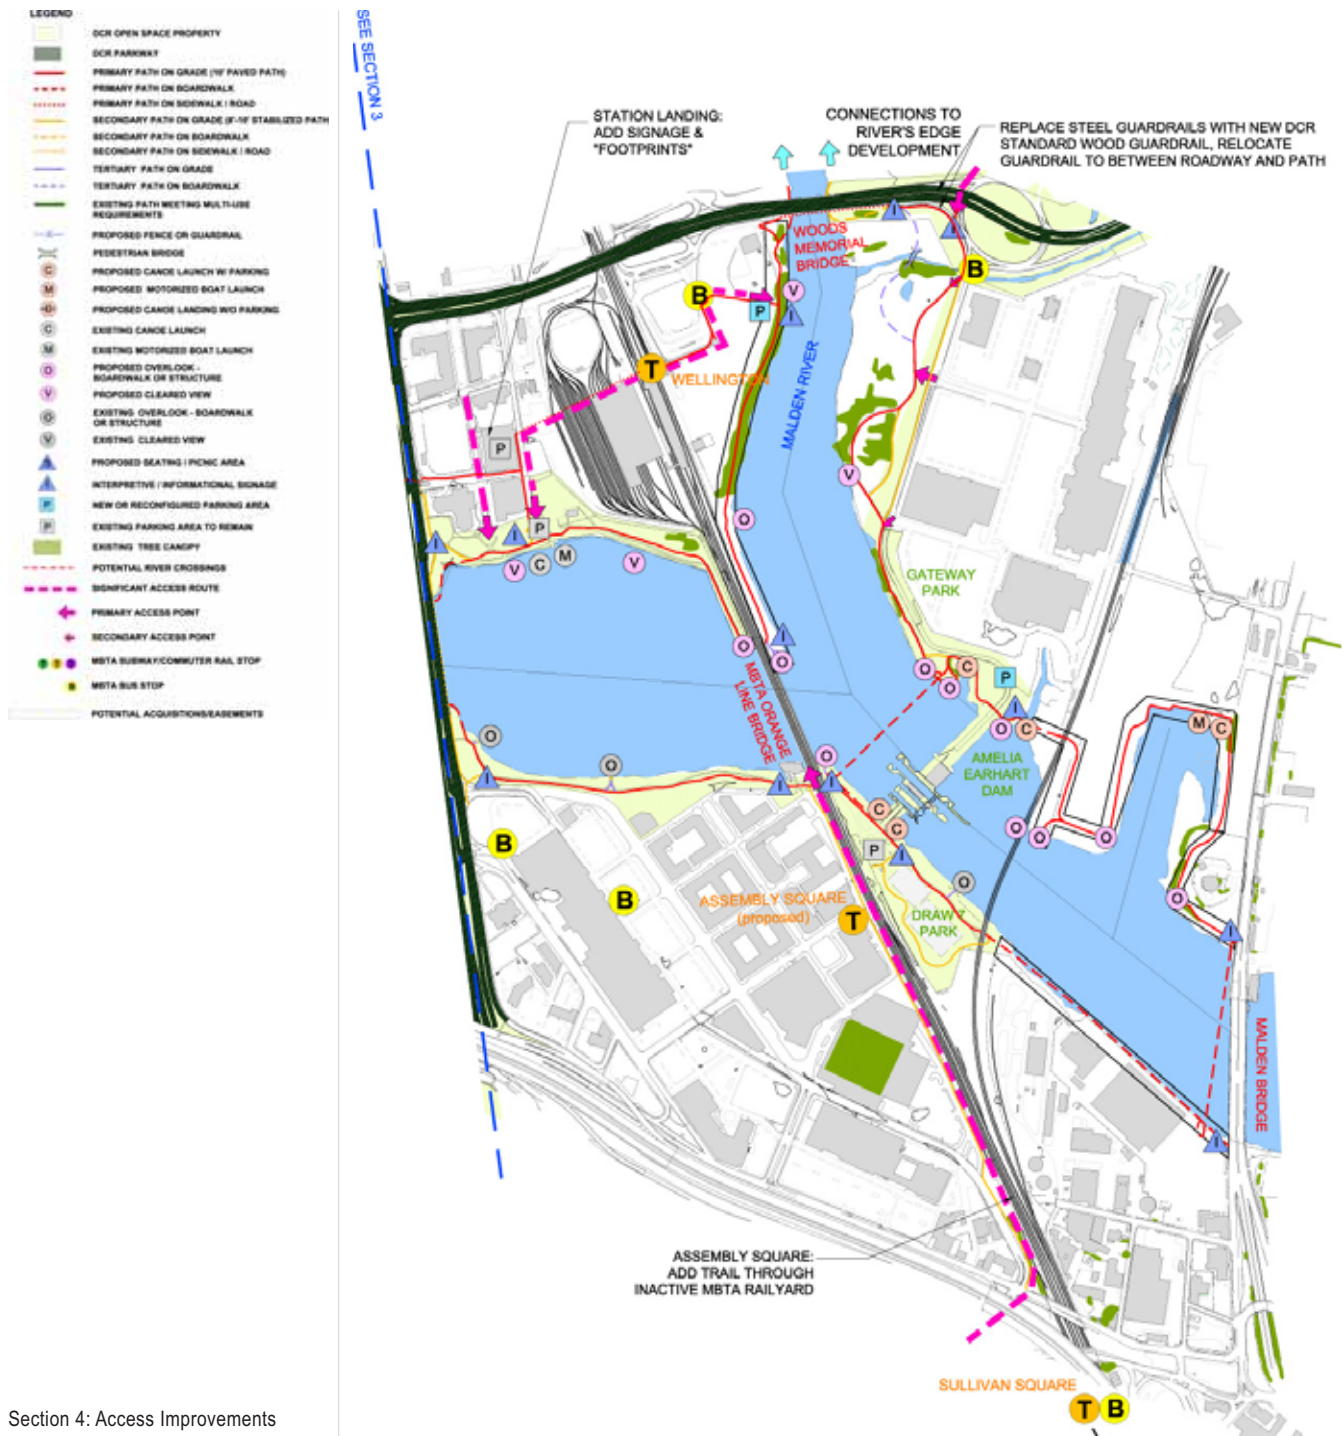 LEGEND
DCR OPEN SPACE PROPERTY
DCR PARKWAY
PRIMARY PATH ON GRADE (10' PAVED PATH)
PRIMARY PATH ON BOARDWALK
PRIMARY PATH ON SIDEWALK / ROAD
SECONDARY PATH ON GRADE (8'-10' STABILIZED PATH
SECONDARY PATH ON BOARDWALK
SECONDARY PATH ON SIDEWALK / ROAD
TERTIARY PATH ON GRADE
TERTIARY PATH ON BOARDWALK
EXISTING PATH MEETING MULTI-USE
REQUIREMENTS
PROPOSED FENCE OR GUARDRAIL
PEDESTRIAN BRIDGE
C PROPOSED CANOE LAUNCH W/ PARKING
M PROPOSED MOTORIZED BOAT LAUNCH
PROPOSED CANOE LANDING W/O PARKING
C EXISTING CANOE LAUNCH
M EXISTING MOTORIZED BOAT LAUNCH
O PROPOSED OVERLOOK -
BOARDWALK OR STRUCTURE
V PROPOSED CLEARED VIEW
O EXISTING OVERLOOK - BOARDWALK
OR STRUCTURE
V EXISTING CLEARED VIEW
PROPOSED SEATING / PICNIC AREA
I INTERPRETIVE / INFORMATIONAL SIGNAGE
P NEW OR RECONFIGURED PARKING AREA
P EXISTING PARKING AREA TO REMAIN
EXISTING TREE CANOPY
POTENTIAL RIVER CROSSINGS
SIGNIFICANT ACCESS ROUTE
PRIMARY ACCESS POINT
SECONDARY ACCESS POINT
T T MBTA SUBWAY/COMMUTER RAIL STOP
B MBTA BUS STOP
POTENTIAL ACQUISITIONS/EASEMENTS
SEE SECTION 3
STATION LANDING:
ADD SIGNAGE &
"FOOTPRINTS"
CONNECTIONS TO
RIVER'S EDGE
DEVELOPMENT
REPLACE STEEL GUARDRAILS WITH NEW DCR
STANDARD WOOD GUARDRAIL, RELOCATE
GUARDRAIL TO BETWEEN ROADWAY AND PATH
I
I
WOODS
MEMORIAL
BRIDGE
B
B
V
P
I
T
WELLINGTON
MALDEN RIVER
P
V
O
P
I
I
V
C
M
V
GATEWAY
PARK
I
O
O
MBTA ORANGE
LINE BRIDGE
O
O
C
P
I
O
C
M
C
AMELIA
EARHART
DAM
O
O
I
O
I
O
I
C
C
P
I
O
O
O
O
I
B
B
ASSEMBLY SQUARE
(proposed)
T
DRAW 7
PARK
MALDEN BRIDGE
I
ASSEMBLY SQUARE:
ADD TRAIL THROUGH
INACTIVE MBTA RAILYARD
SULLIVAN SQUARE
T B
Section 4: Access Improvements